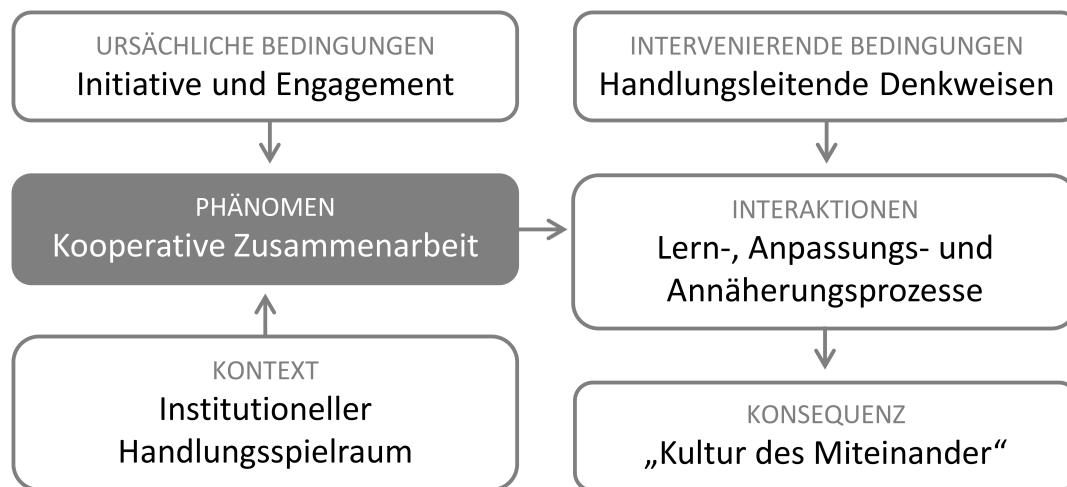 URSÄCHLICHE BEDINGUNGEN
Initiative und Engagement
PHÄNOMEN
Kooperative Zusammenarbeit
KONTEXT
Institutioneller
Handlungsspielraum
INTERVENIERENDE BEDINGUNGEN
Handlungsleitende Denkweisen
INTERAKTIONEN
Lern-, Anpassungs- und
Annäherungsprozesse
KONSEQUENZ
„Kultur des Miteinander“